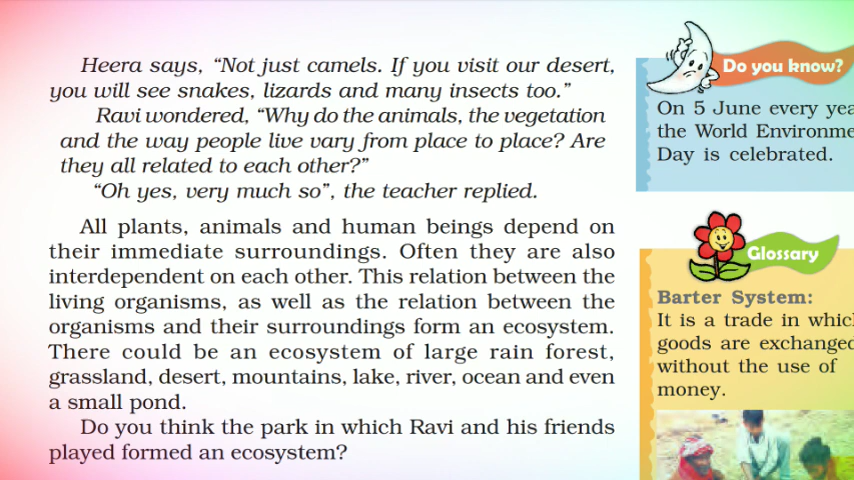 Heera says, “Not just camels. If you visit our desert,
you will see snakes, lizards and many insects too.”
Ravi wondered, “Why do the animals, the vegetation
and the way people live vary from place to place? Are
they all related to each other?”
“Oh yes, very much so”, the teacher replied.
All plants, animals and human beings depend on
their immediate surroundings. Often they are also
interdependent on each other. This relation between the
living organisms, as well as the relation between the
organisms and their surroundings form an ecosystem.
There could be an ecosystem of large rain forest,
grassland, desert, mountains, lake, river, ocean and even
a small pond.
Do you think the park in which Ravi and his friends
played formed an ecosystem?
Do you know?
On 5 June every yea
the World Environme
Day is celebrated.
Glossary
Barter System:
It is a trade in which
goods are exchanged
without the use of
money.